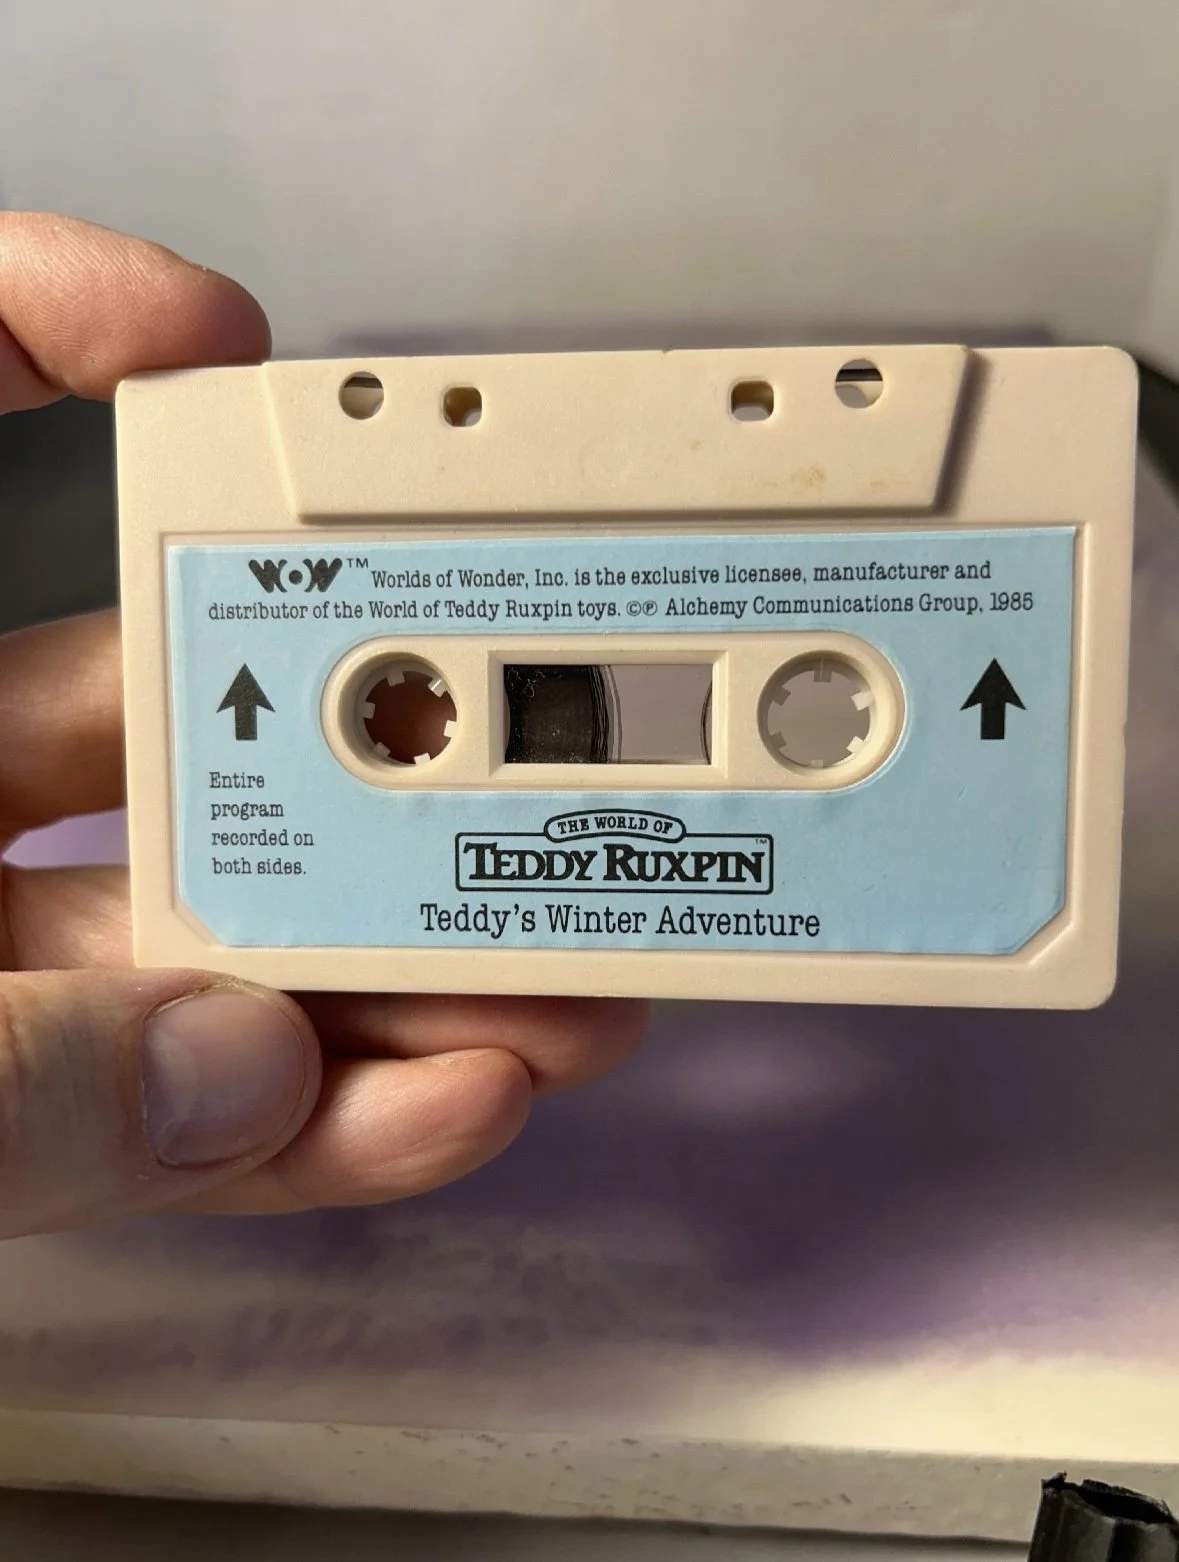 WOW™ Worlds of Wonder, Inc. is the exclusive licensee, manufacturer and
distributor of the World of Teddy Ruxpin toys. ©℗ Alchemy Communications Group, 1985
Entire
program
recorded on
both sides.
THE WORLD OF
TEDDY RUXPIN™
Teddy's Winter Adventure